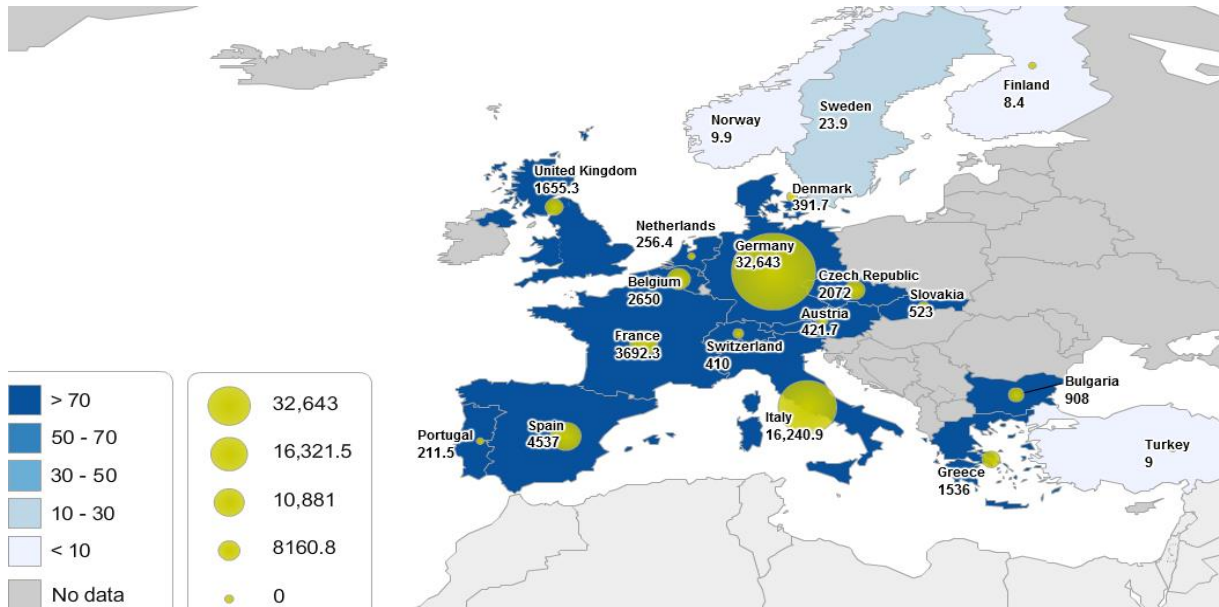 Finland
8.4
Sweden
23.9
Norway
9.9
United Kingdom
1655.3
Denmark
391.7
Netherlands
256.4
Germany
32,643
Belgium
2650
Czech Republic
2072
Slovakia
523
Austria
421.7
France
3692.3
Switzerland
410
Bulgaria
908
Italy
16,240.9
Spain
4537
Portugal
211.5
Turkey
9
Greece
1536
> 70
50 - 70
30 - 50
10 - 30
< 10
No data
32,643
16,321.5
10,881
8160.8
0